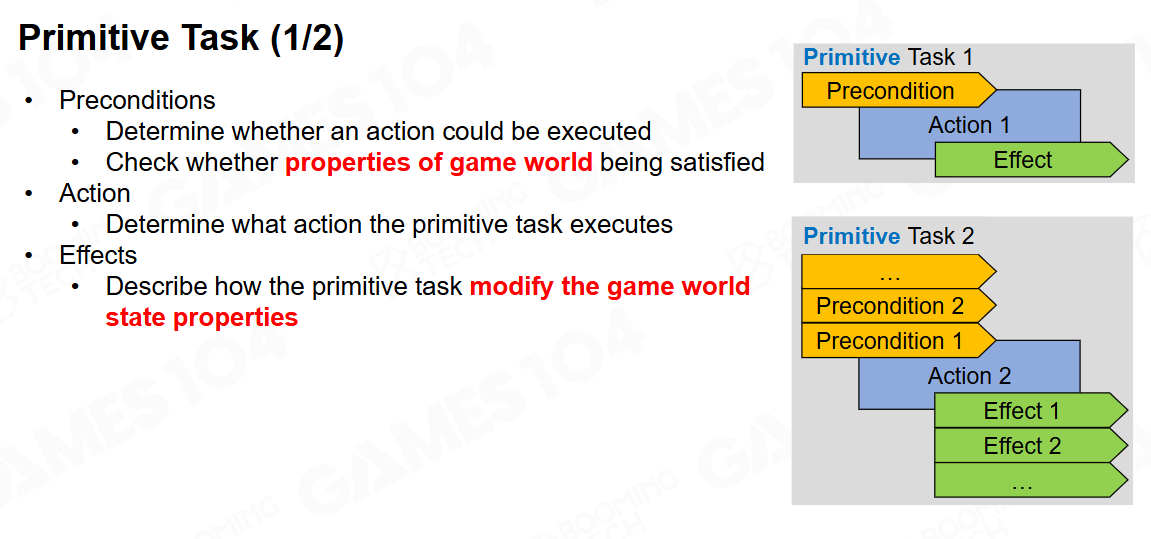 Primitive Task (1/2)
• Preconditions
• Determine whether an action could be executed
• Check whether properties of game world being satisfied
• Action
• Determine what action the primitive task executes
• Effects
• Describe how the primitive task modify the game world
state properties
Primitive Task 1
Precondition
Action 1
Effect
Primitive Task 2
...
Precondition 2
Precondition 1
Action 2
Effect 1
Effect 2
...
GAMES104
BOOMING
TECH